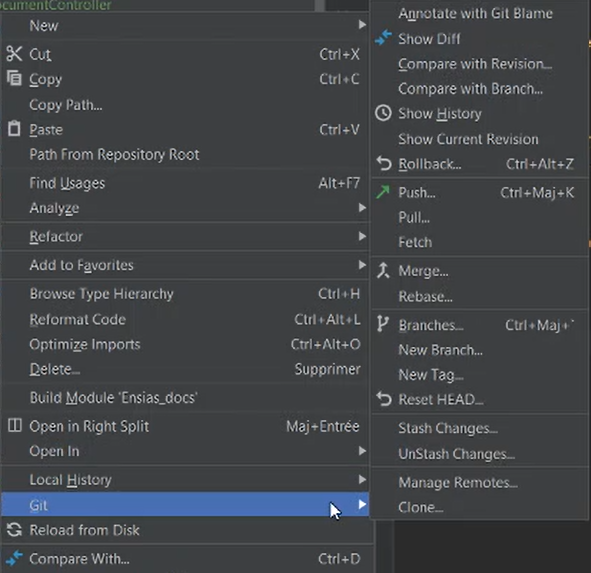 ocumentController
New
Cut Ctrl+X
Copy Ctrl+C
Copy Path...
Paste Ctrl+V
Path From Repository Root
Find Usages Alt+F7
Analyze
Refactor
Add to Favorites
Browse Type Hierarchy Ctrl+H
Reformat Code Ctrl+Alt+L
Optimize Imports Ctrl+Alt+O
Delete... Supprimer
Build Module 'Ensias_docs'
Open in Right Split Maj+Entrée
Open In
Local History
Git
Reload from Disk
Compare With... Ctrl+D
Annotate with Git Blame
Show Diff
Compare with Revision...
Compare with Branch...
Show History
Show Current Revision
Rollback... Ctrl+Alt+Z
Push... Ctrl+Maj+K
Pull...
Fetch
Merge...
Rebase...
Branches... Ctrl+Maj+`
New Branch...
New Tag...
Reset HEAD...
Stash Changes...
UnStash Changes...
Manage Remotes...
Clone...